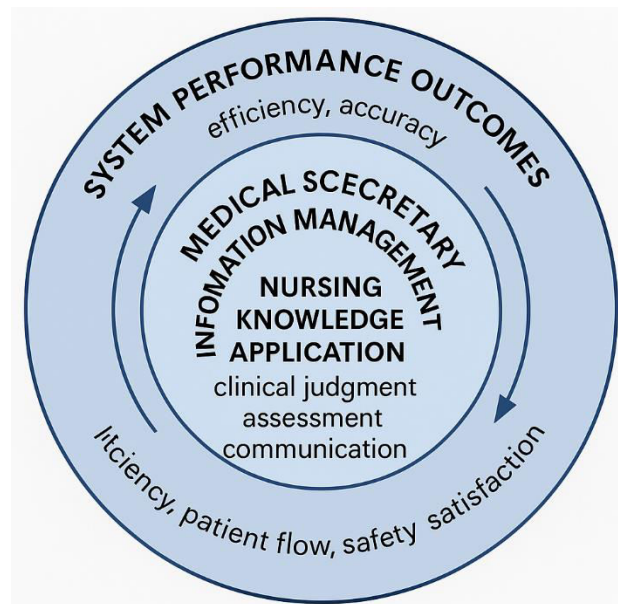 SYSTEM PERFORMANCE OUTCOMES
efficiency, accuracy
MEDICAL SCECRETARY
INFOMATION MANAGEMENT
NURSING
KNOWLEDGE
APPLICATION
clinical judgment
assessment
communication
patient flow, safety satisfaction